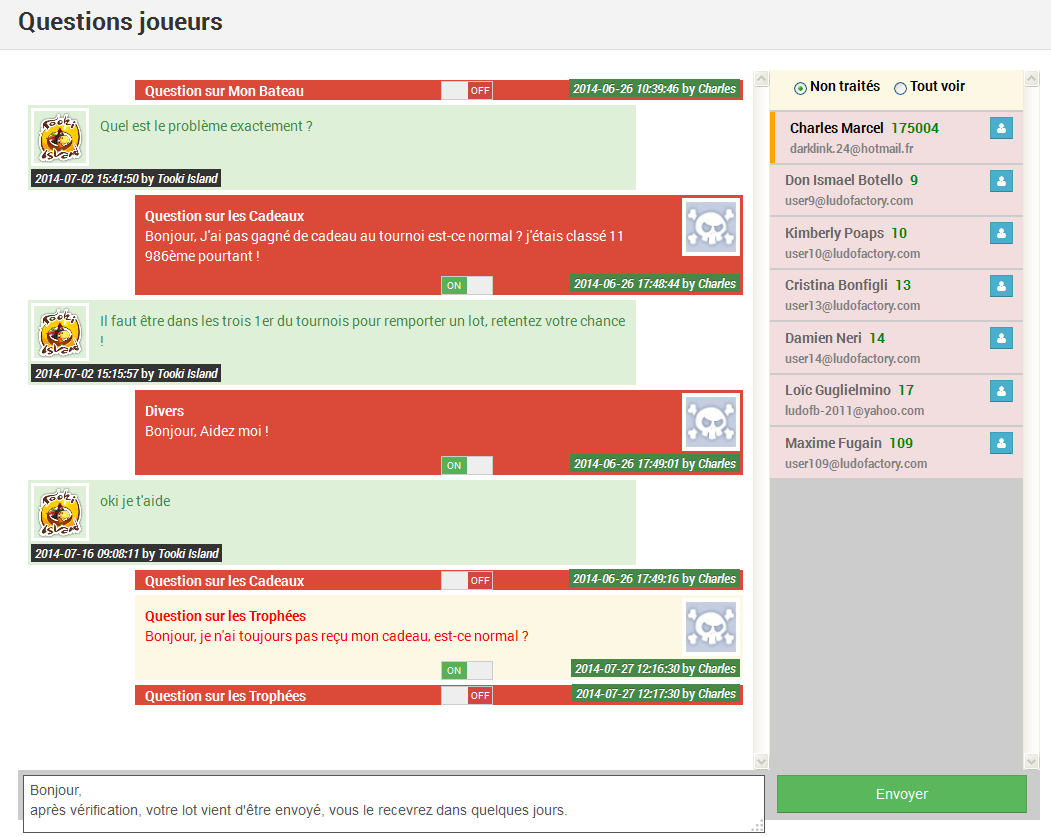 Questions joueurs
Question sur Mon Bateau
OFF
2014-06-26 10:39:46 by Charles
Tooki Island
Quel est le problème exactement ?
2014-07-02 15:41:50 by Tooki Island
Question sur les Cadeaux
Bonjour, J'ai pas gagné de cadeau au tournoi est-ce normal ? j'étais classé 11
986ème pourtant !
ON
2014-06-26 17:48:44 by Charles
Tooki Island
Il faut être dans les trois 1er du tournois pour remporter un lot, retentez votre chance
!
2014-07-02 15:15:57 by Tooki Island
Divers
Bonjour, Aidez moi !
ON
2014-06-26 17:49:01 by Charles
Tooki Island
oki je t'aide
2014-07-16 09:08:11 by Tooki Island
Question sur les Cadeaux
OFF
2014-06-26 17:49:16 by Charles
Question sur les Trophées
Bonjour, je n'ai toujours pas reçu mon cadeau, est-ce normal ?
ON
2014-07-27 12:16:30 by Charles
Question sur les Trophées
OFF
2014-07-27 12:17:30 by Charles
Non traités Tout voir
Charles Marcel 175004
darklink.24@hotmail.fr
Don Ismael Botello 9
user9@ludofactory.com
Kimberly Poaps 10
user10@ludofactory.com
Cristina Bonfigli 13
user13@ludofactory.com
Damien Neri 14
user14@ludofactory.com
Loïc Guglielmino 17
ludofb-2011@yahoo.com
Maxime Fugain 109
user109@ludofactory.com
Bonjour,
après vérification, votre lot vient d'être envoyé, vous le recevrez dans quelques jours.
Envoyer